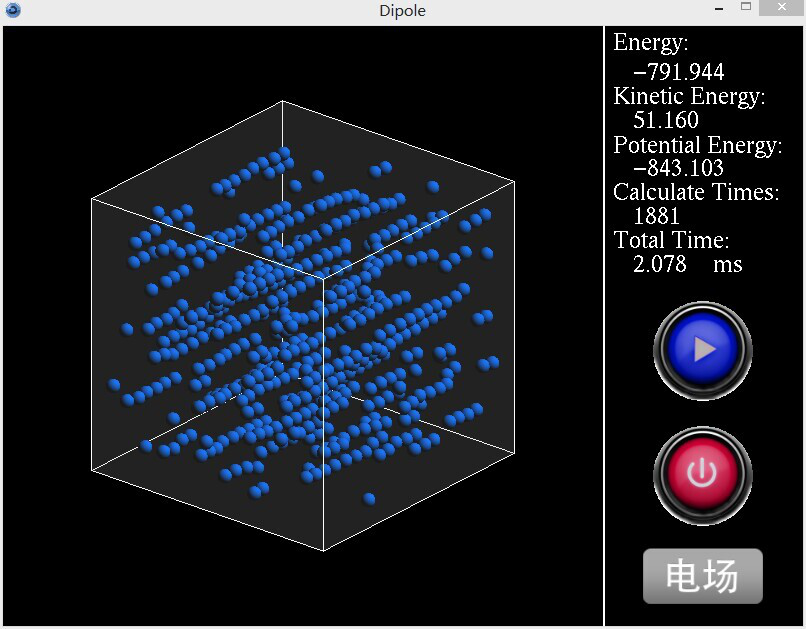 Dipole
Energy:
−791.944
Kinetic Energy:
51.160
Potential Energy:
−843.103
Calculate Times:
1881
Total Time:
2.078 ms
电场